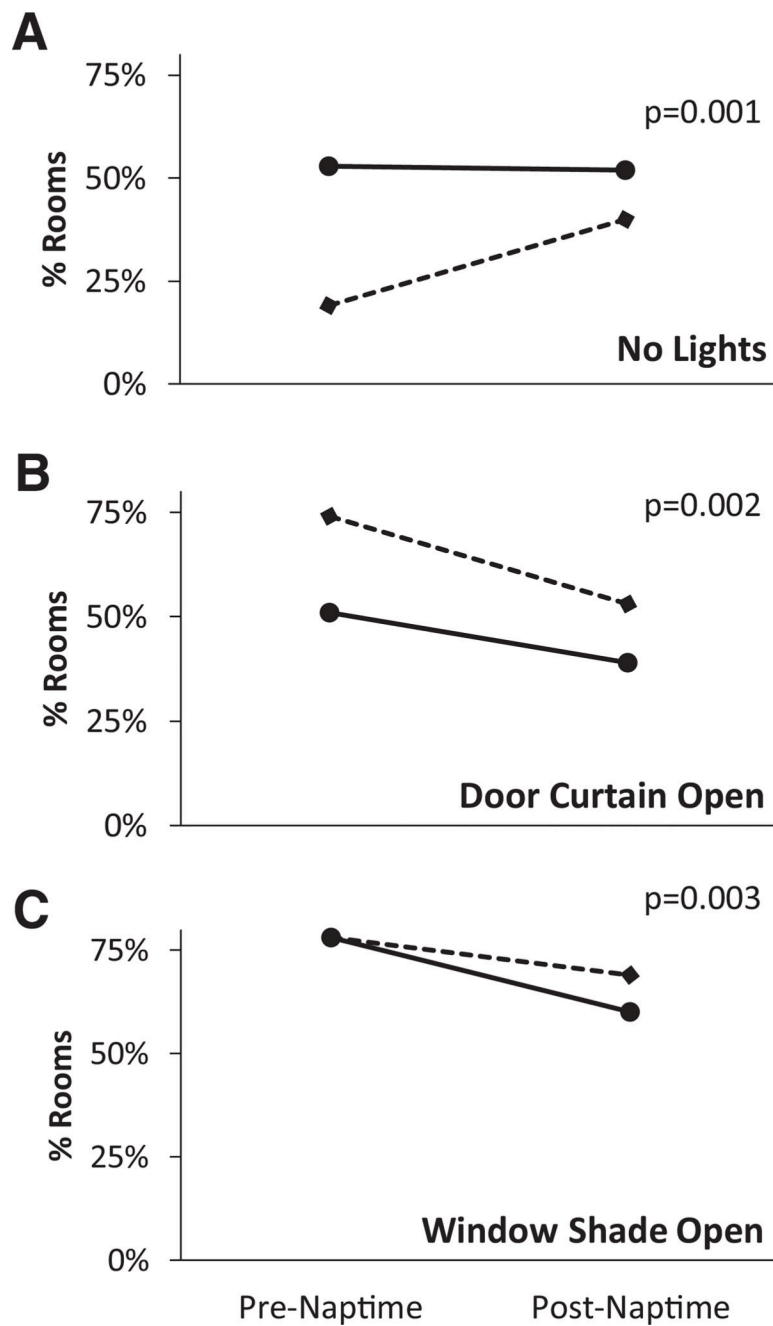 A
75%
p=0.001
50%
% Rooms
25%
No Lights
0%
B
75%
p=0.002
50%
% Rooms
25%
Door Curtain Open
0%
C
p=0.003
75%
50%
% Rooms
25%
Window Shade Open
0%
Pre-Naptime Post-Naptime